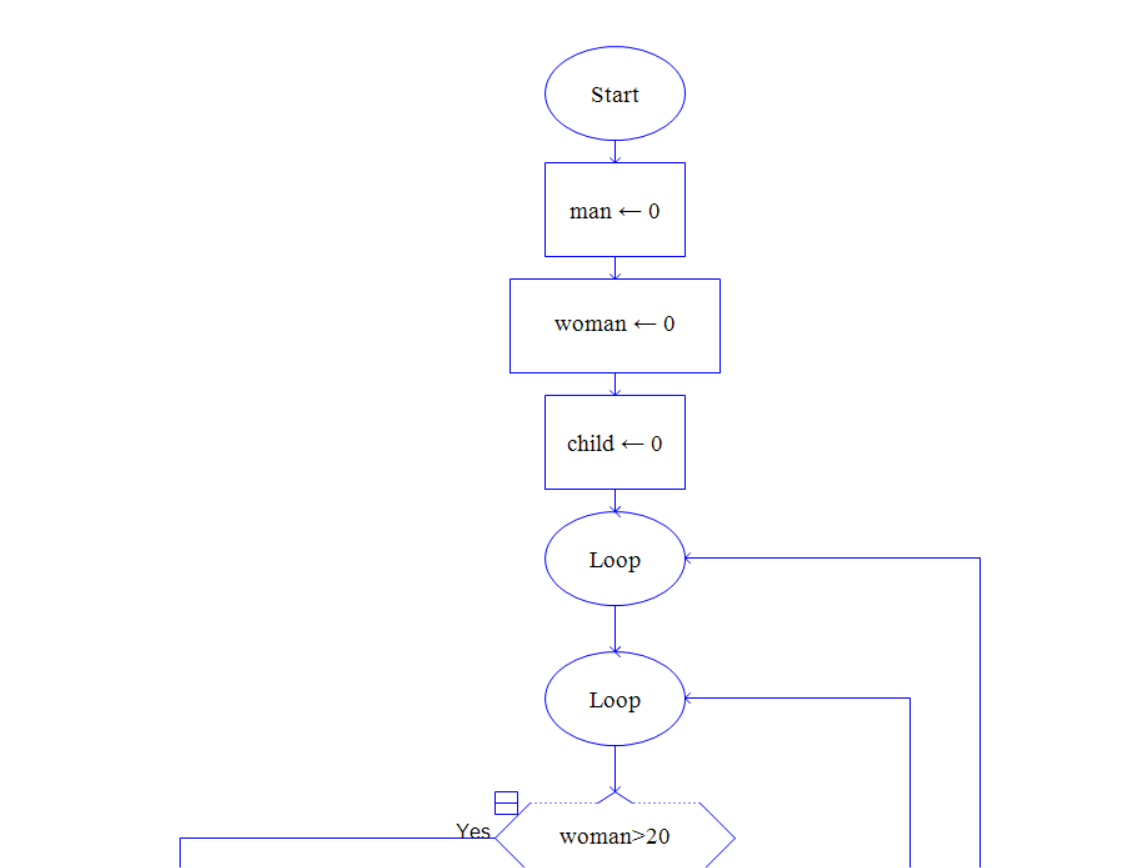 Start
man ← 0
woman ← 0
child ← 0
Loop
Loop
Yes
woman>20